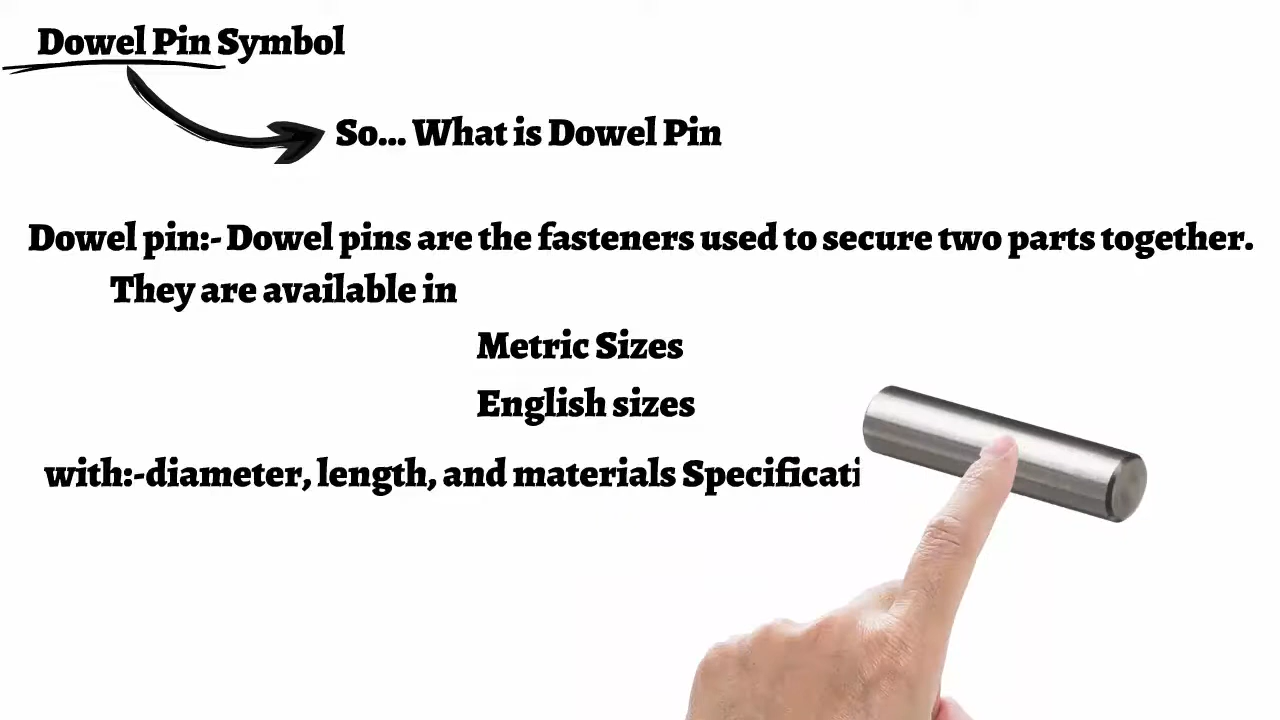 Dowel Pin Symbol
So... What is Dowel Pin
Dowel pin:- Dowel pins are the fasteners used to secure two parts together.
They are available in
Metric Sizes
English sizes
with:-diameter, length, and materials Specificati